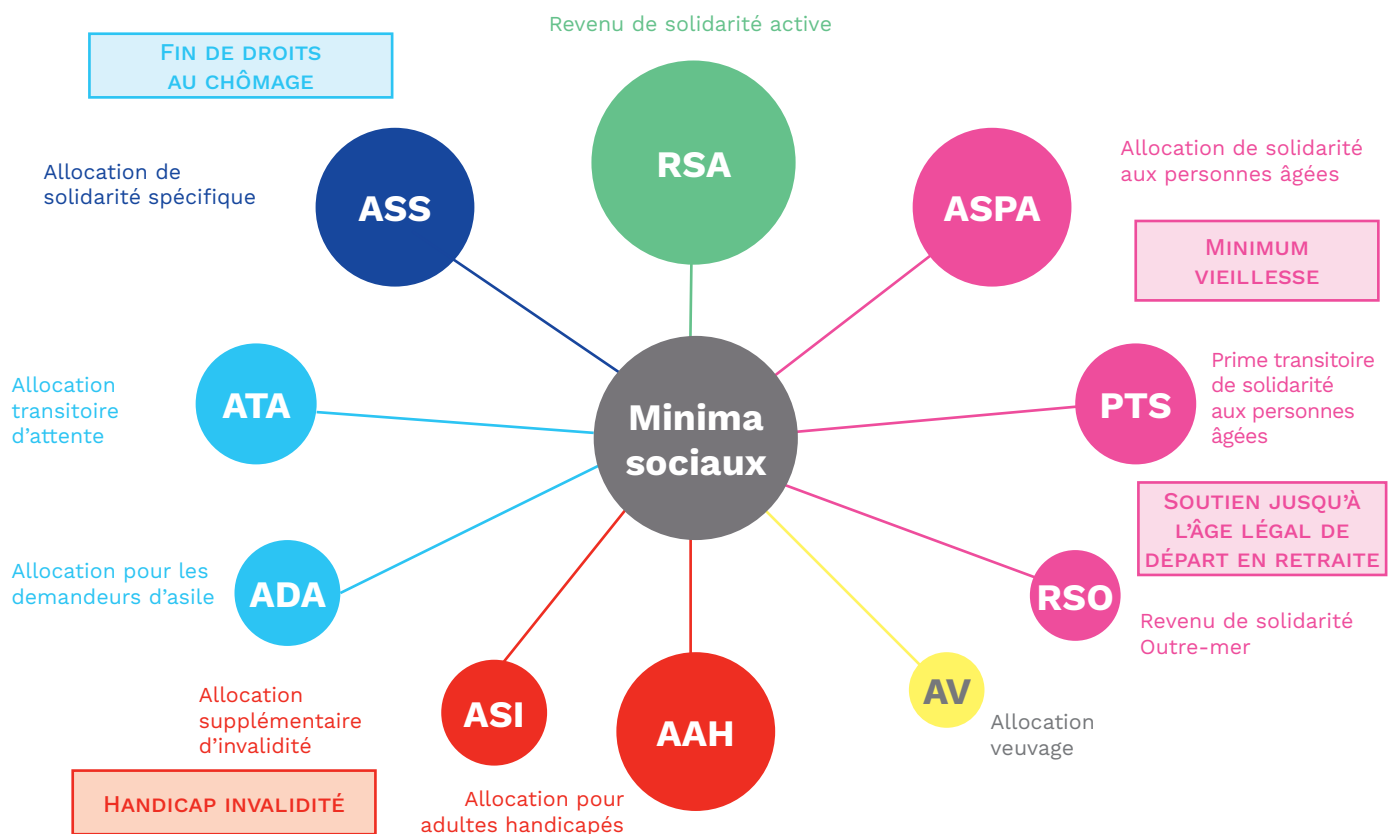 Revenu de solidarité active
FIN DE DROITS
AU CHÔMAGE
RSA
Allocation de
solidarité spécifique
ASS
ASPA
Allocation de solidarité
aux personnes âgées
MINIMUM
VIEILLESSE
Allocation
transitoire
d'attente
ATA
Minima
sociaux
PTS
Prime transitoire
de solidarité
aux personnes
âgées
SOUTIEN JUSQU'À
L'ÂGE LÉGAL DE
DÉPART EN RETRAITE
Allocation pour les
demandeurs d'asile
ADA
RSO
Revenu de solidarité
Outre-mer
Allocation
supplémentaire
d'invalidité
ASI
AAH
AV
Allocation
veuvage
HANDICAP INVALIDITÉ
Allocation pour
adultes handicapés